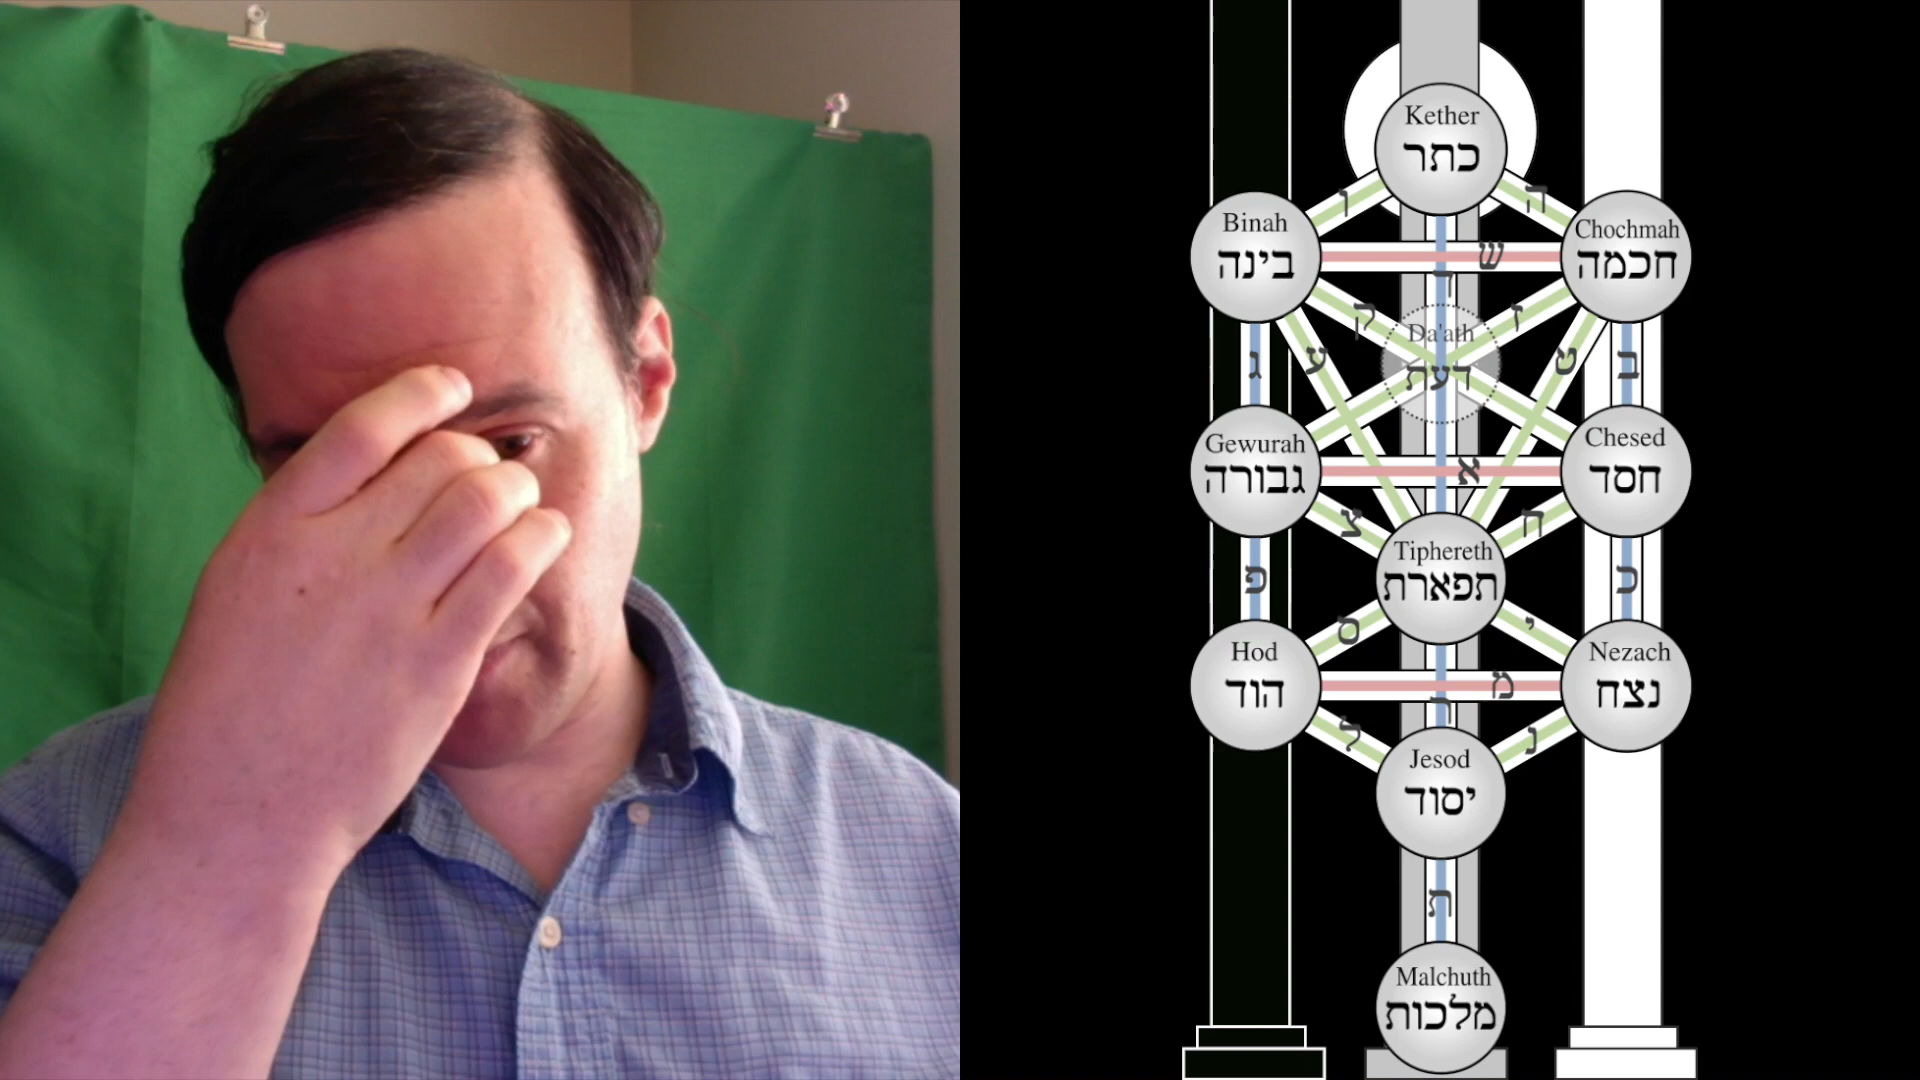 Kether
כתר
ו
ה
Binah
בינה
Chochmah
חכמה
ש
ד
ק
ז
Da'ath
דעת
ג
ע
ט
ב
Gewurah
גבורה
Chesed
חסד
א
צ
ח
Tiphereth
תפארת
פ
כ
ס
י
Hod
הוד
Nezach
נצח
מ
ר
ל
נ
Jesod
יסוד
ת
Malchuth
מלכות